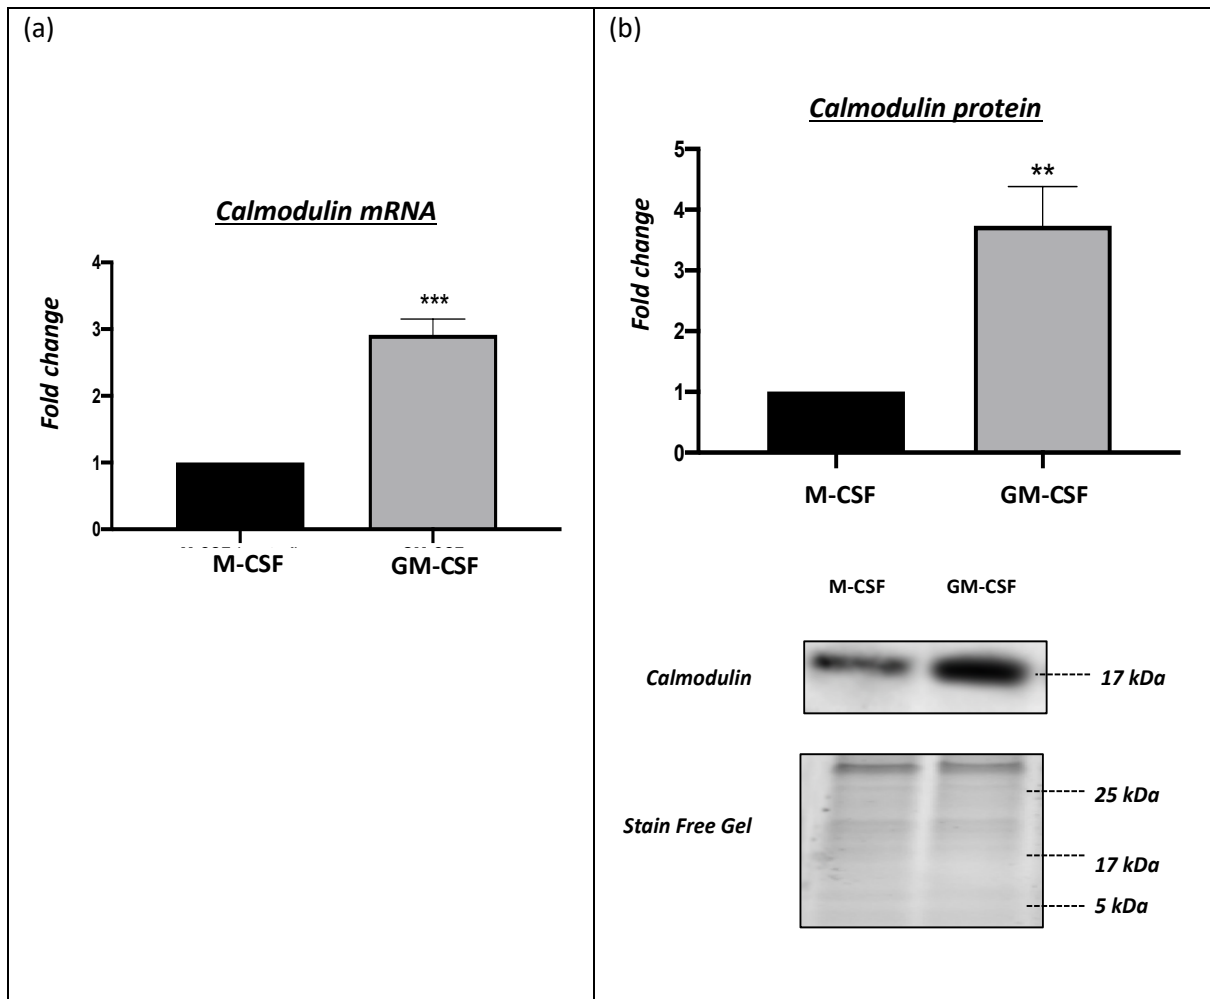 (a)
Calmodulin mRNA
Fold change
4
3
2
1
0
***
M-CSF
GM-CSF
(b)
Calmodulin protein
Fold change
5
4
3
2
1
0
**
M-CSF
GM-CSF
M-CSF GM-CSF
Calmodulin
17 kDa
Stain Free Gel
25 kDa
17 kDa
5 kDa